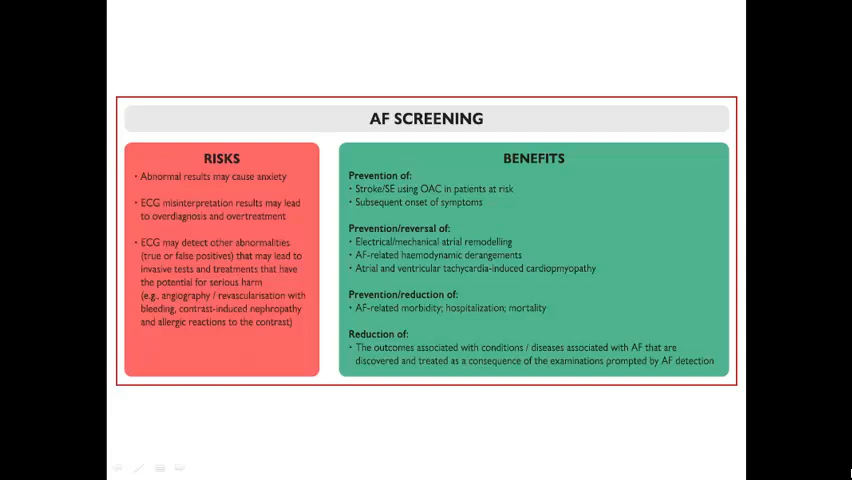 AF SCREENING
RISKS
• Abnormal results may cause anxiety
• ECG misinterpretation results may lead
to overdiagnosis and overtreatment
• ECG may detect other abnormalities
(true or false positives) that may lead to
invasive tests and treatments that have
the potential for serious harm
(e.g., angiography / revascularisation with
bleeding, contrast-induced nephropathy
and allergic reactions to the contrast)
BENEFITS
Prevention of:
• Stroke/SE using OAC in patients at risk
• Subsequent onset of symptoms
Prevention/reversal of:
• Electrical/mechanical atrial remodelling
• AF-related haemodynamic derangements
• Atrial and ventricular tachycardia-induced cardiopmyopathy
Prevention/reduction of:
• AF-related morbidity; hospitalization; mortality
Reduction of:
• The outcomes associated with conditions / diseases associated with AF that are
discovered and treated as a consequence of the examinations prompted by AF detection